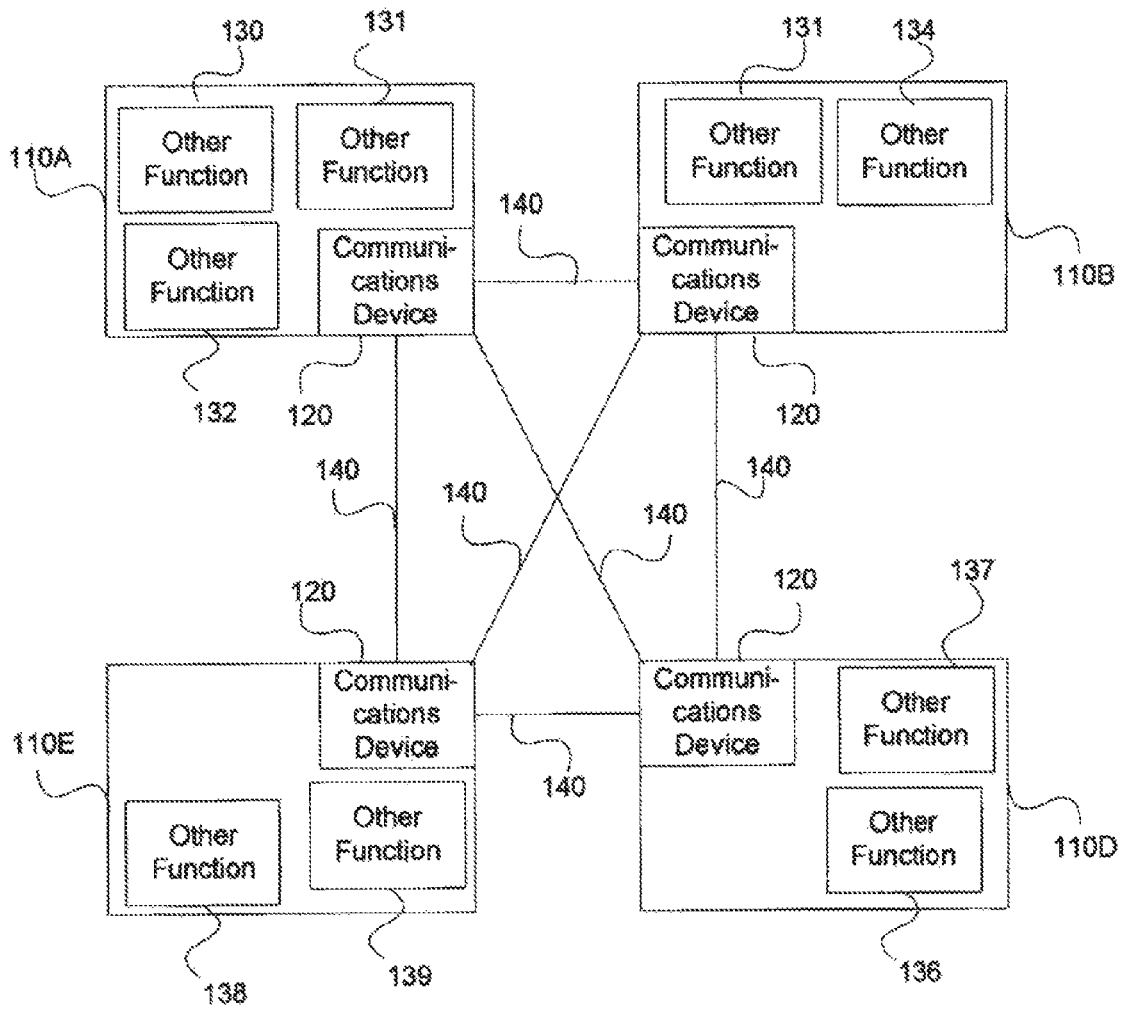 130
131
131
134
Other
Function
Other
Function
Other
Function
Other
Function
110A
Other
Function
Communi-
cations
Device
140
Communi-
cations
Device
110B
132
120
120
140
140
140
140
120
120
137
Communi-
cations
Device
Communi-
cations
Device
Other
Function
110E
140
Other
Function
Other
Function
Other
Function
110D
138
139
136